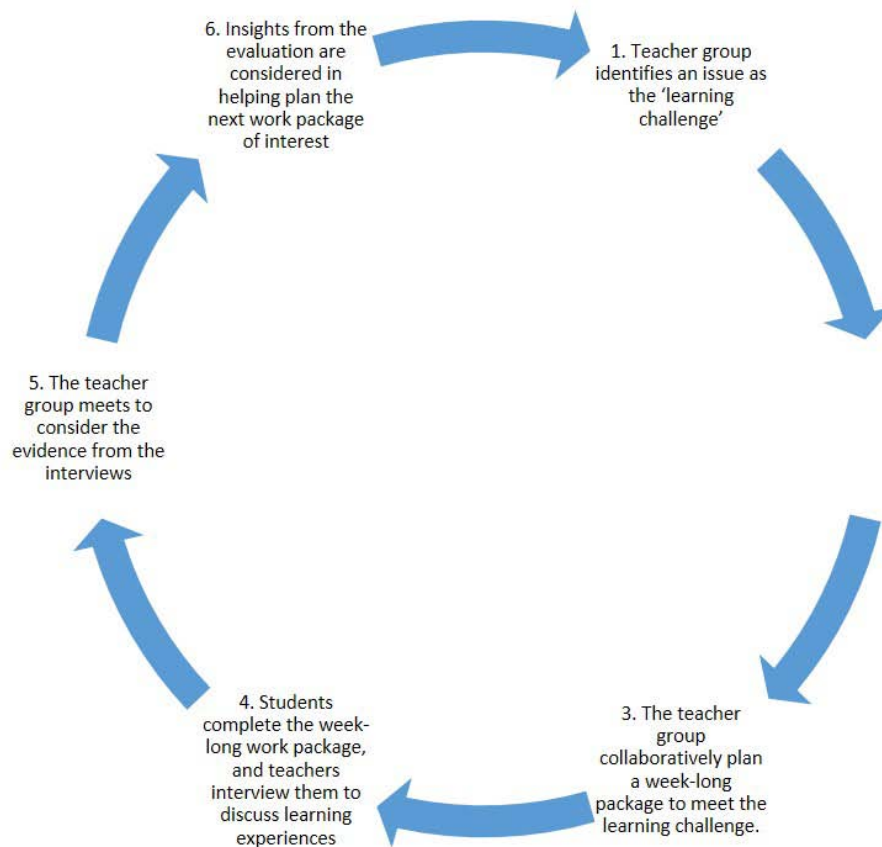 1. Teacher group
identifies an issue as
the ‘learning
challenge’
3. The teacher
group
collaboratively plan
a week-long
package to meet the
learning challenge.
4. Students
complete the week-
long work package,
and teachers
interview them to
discuss learning
experiences
5. The teacher
group meets to
consider the
evidence from the
interviews
6. Insights from the
evaluation are
considered in
helping plan the
next work package
of interest